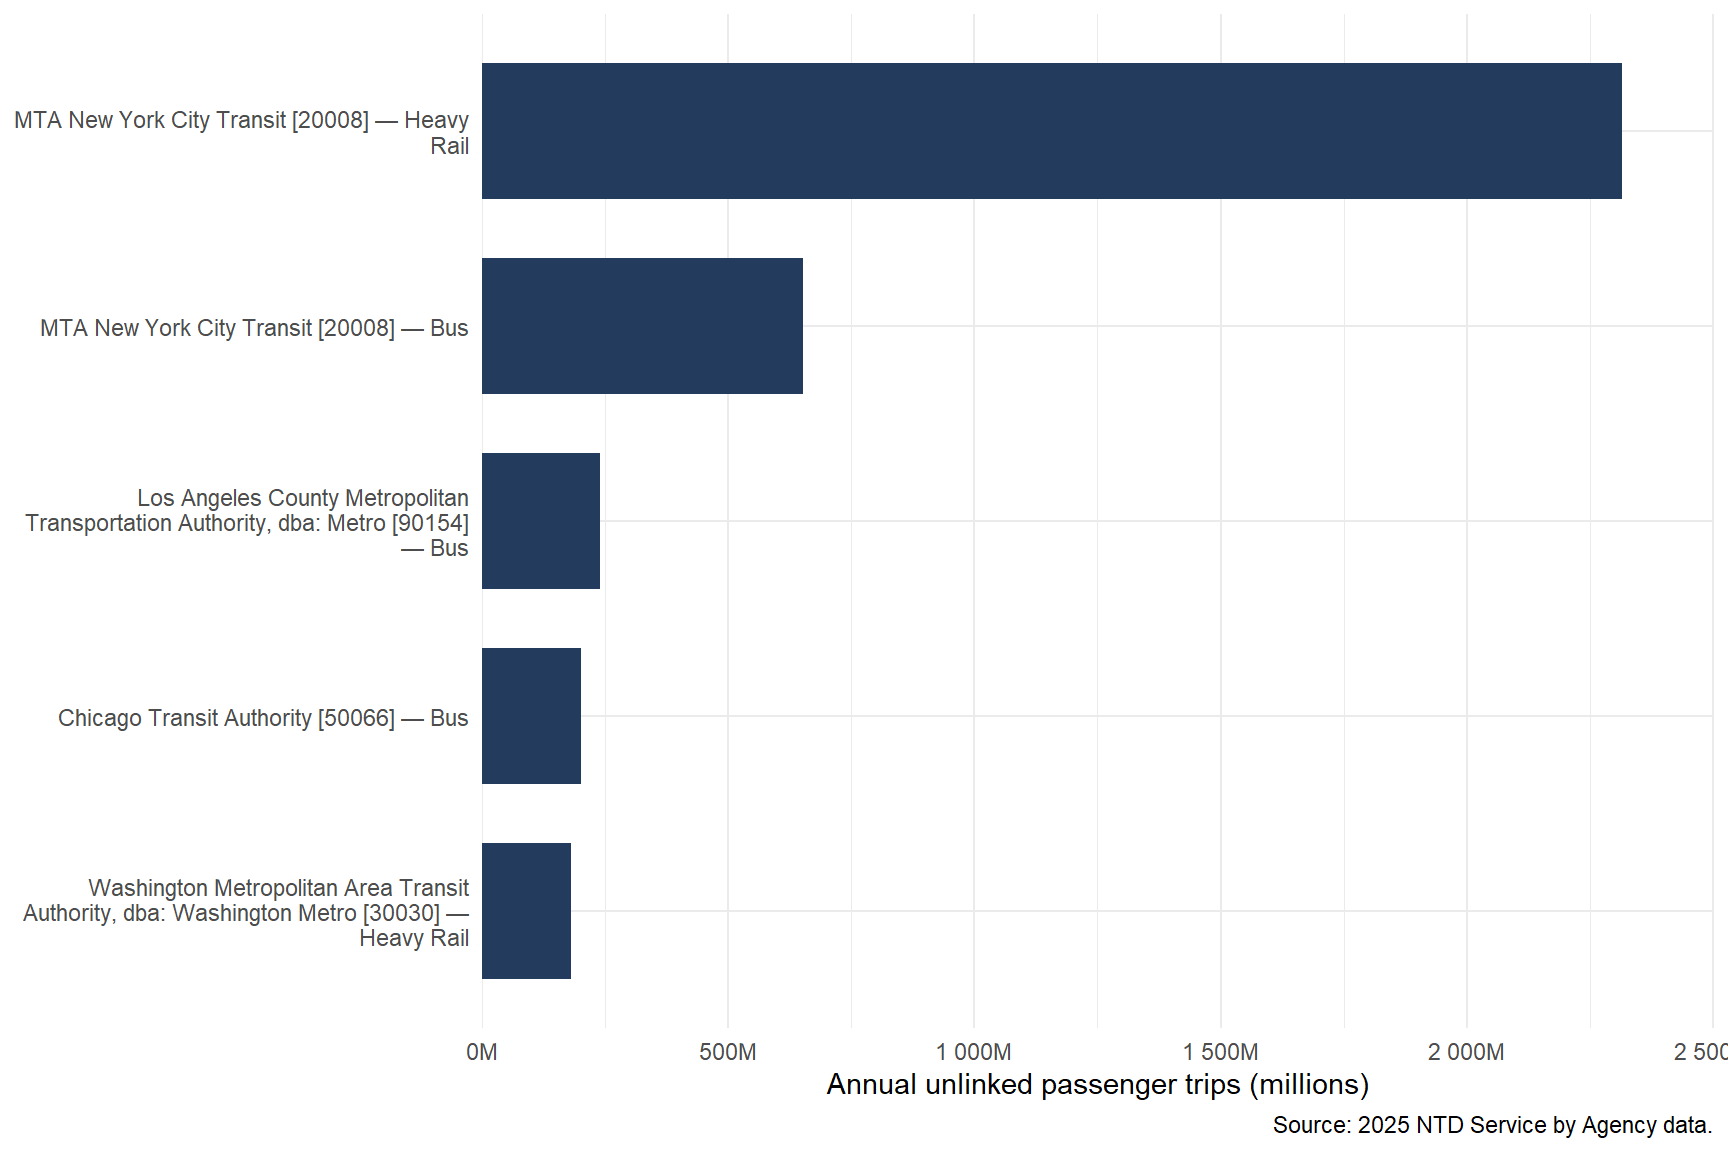 MTA New York City Transit [20008] — Heavy
Rail
MTA New York City Transit [20008] — Bus
Los Angeles County Metropolitan
Transportation Authority, dba: Metro [90154]
— Bus
Chicago Transit Authority [50066] — Bus
Washington Metropolitan Area Transit
Authority, dba: Washington Metro [30030] —
Heavy Rail
0M 500M 1 000M 1 500M 2 000M 2 500
Annual unlinked passenger trips (millions)
Source: 2025 NTD Service by Agency data.